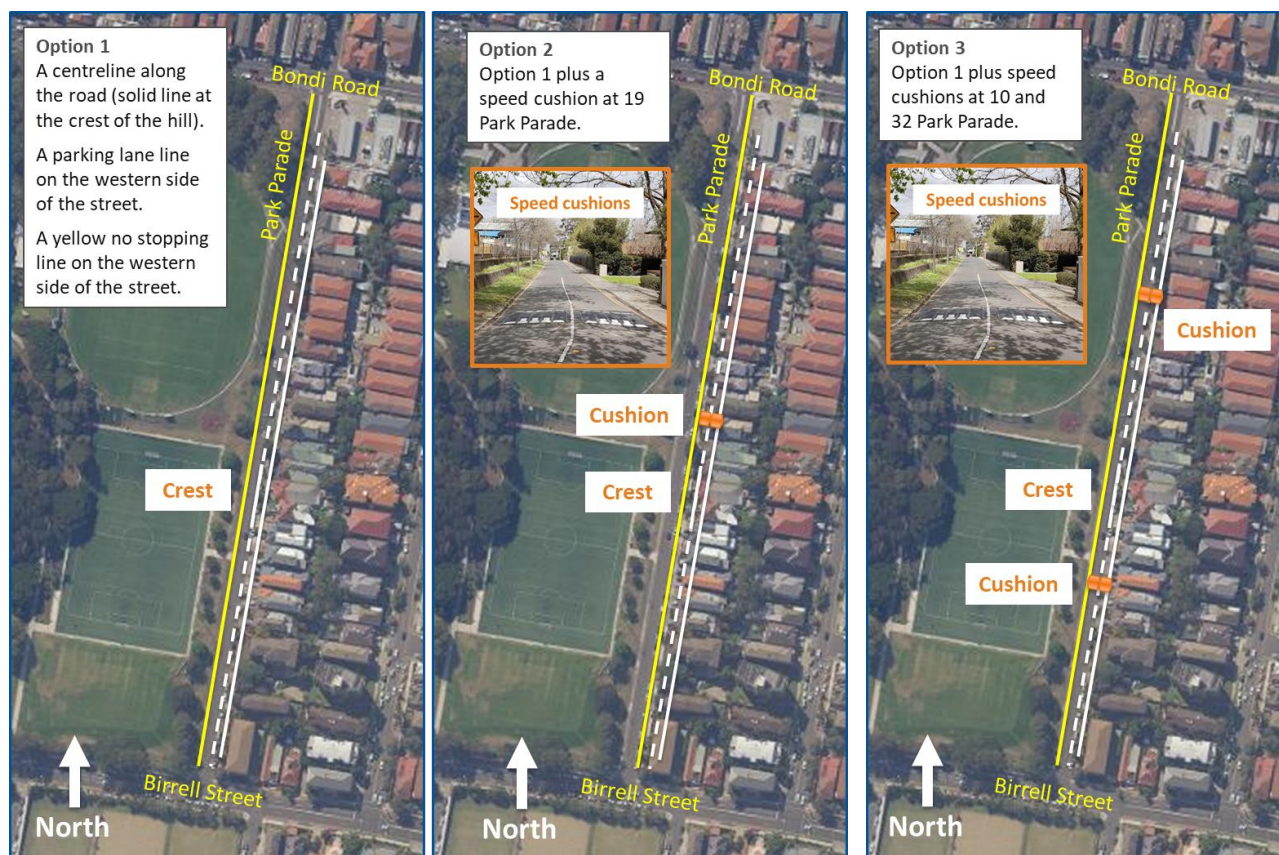 Option 1
A centreline along
the road (solid line at
the crest of the hill).
A parking lane line
on the western side
of the street.
A yellow no stopping
line on the western
side of the street.
Bondi Road
Park Parade
Crest
Birrell Street
North
Option 2
Option 1 plus a
speed cushion at 19
Park Parade.
Bondi Road
Park Parade
Speed cushions
Cushion
Crest
Birrell Street
North
Option 3
Option 1 plus speed
cushions at 10 and
32 Park Parade.
Bondi Road
Park Parade
Speed cushions
Cushion
Crest
Cushion
Birrell Street
North